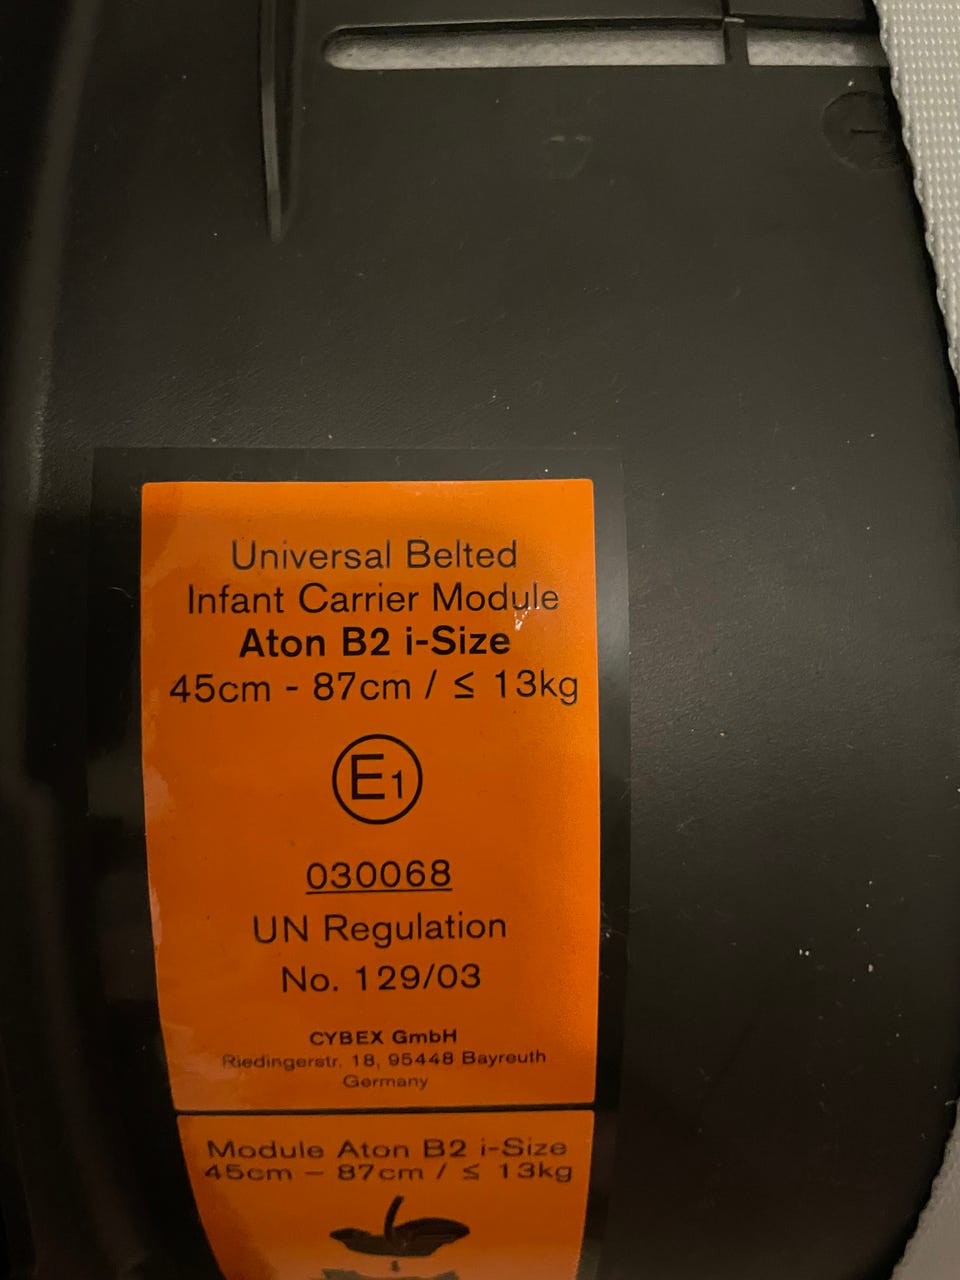 Universal Belted
Infant Carrier Module
Aton B2 i-Size
45cm - 87cm / ≤ 13kg
E1
030068
UN Regulation
No. 129/03
CYBEX GmbH
Riedingerstr. 18, 95448 Bayreuth
Germany
Module Aton B2 i-Size
45cm – 87cm / ≤ 13kg